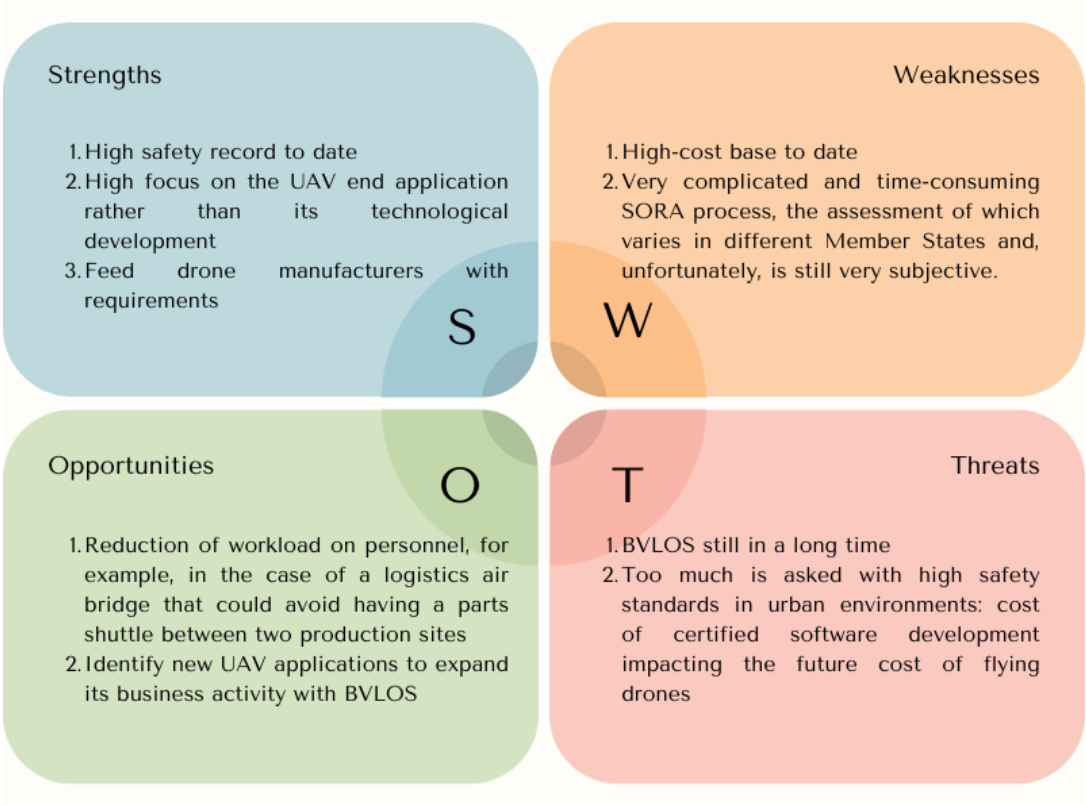 Strengths
1. High safety record to date
2. High focus on the UAV end application
rather than its technological
development
3. Feed drone manufacturers with
requirements
S
Weaknesses
1. High-cost base to date
2. Very complicated and time-consuming
SORA process, the assessment of which
varies in different Member States and,
unfortunately, is still very subjective.
W
Opportunities
O
1. Reduction of workload on personnel, for
example, in the case of a logistics air
bridge that could avoid having a parts
shuttle between two production sites
2. Identify new UAV applications to expand
its business activity with BVLOS
Threats
T
1. BVLOS still in a long time
2. Too much is asked with high safety
standards in urban environments: cost
of certified software development
impacting the future cost of flying
drones